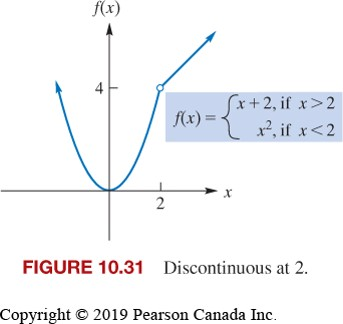 f(x)
4
f(x) = { x + 2, if x > 2
x², if x < 2
x
2
FIGURE 10.31 Discontinuous at 2.
Copyright © 2019 Pearson Canada Inc.